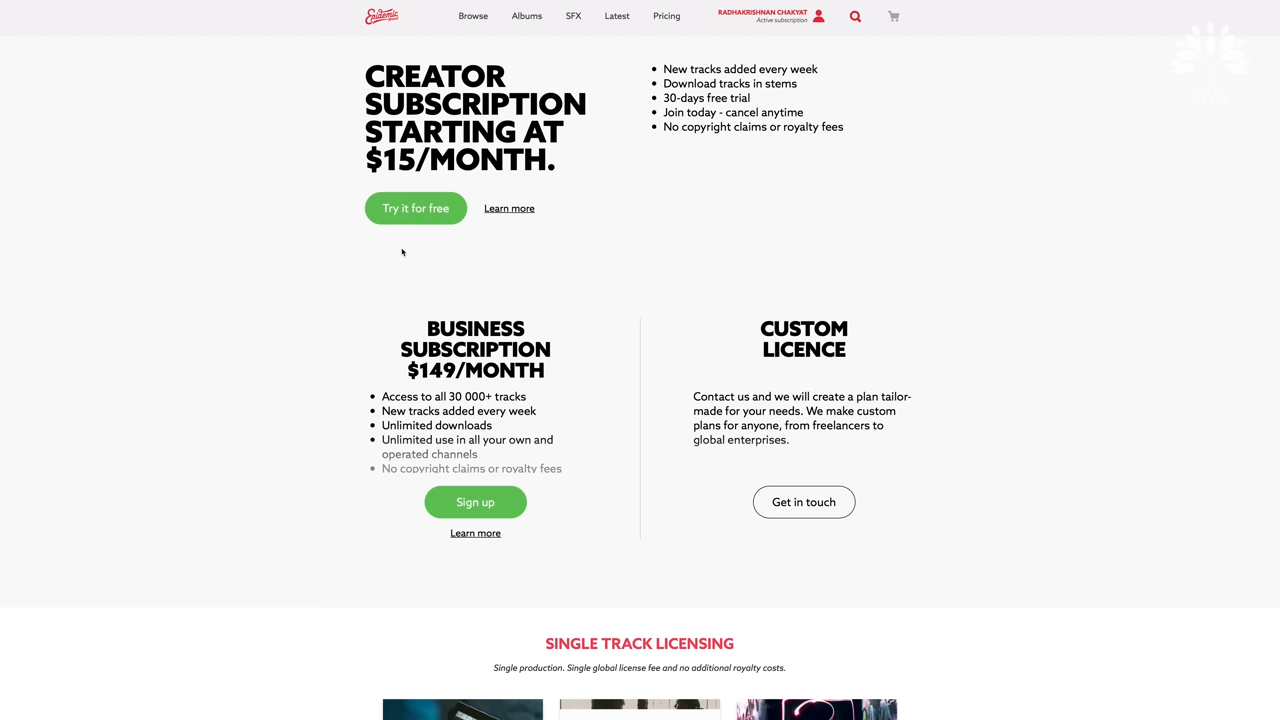 Epidemic
Browse
Albums
SFX
Latest
Pricing
RADHAKRISHNAN CHAKYAT
Active subscription
CREATOR
SUBSCRIPTION
STARTING AT
$15/MONTH.
Try it for free
Learn more
• New tracks added every week
• Download tracks in stems
• 30-days free trial
• Join today - cancel anytime
• No copyright claims or royalty fees
BUSINESS
SUBSCRIPTION
$149/MONTH
• Access to all 30 000+ tracks
• New tracks added every week
• Unlimited downloads
• Unlimited use in all your own and
operated channels
• No copyright claims or royalty fees
Sign up
Learn more
CUSTOM
LICENCE
Contact us and we will create a plan tailor-
made for your needs. We make custom
plans for anyone, from freelancers to
global enterprises.
Get in touch
SINGLE TRACK LICENSING
Single production. Single global license fee and no additional royalty costs.